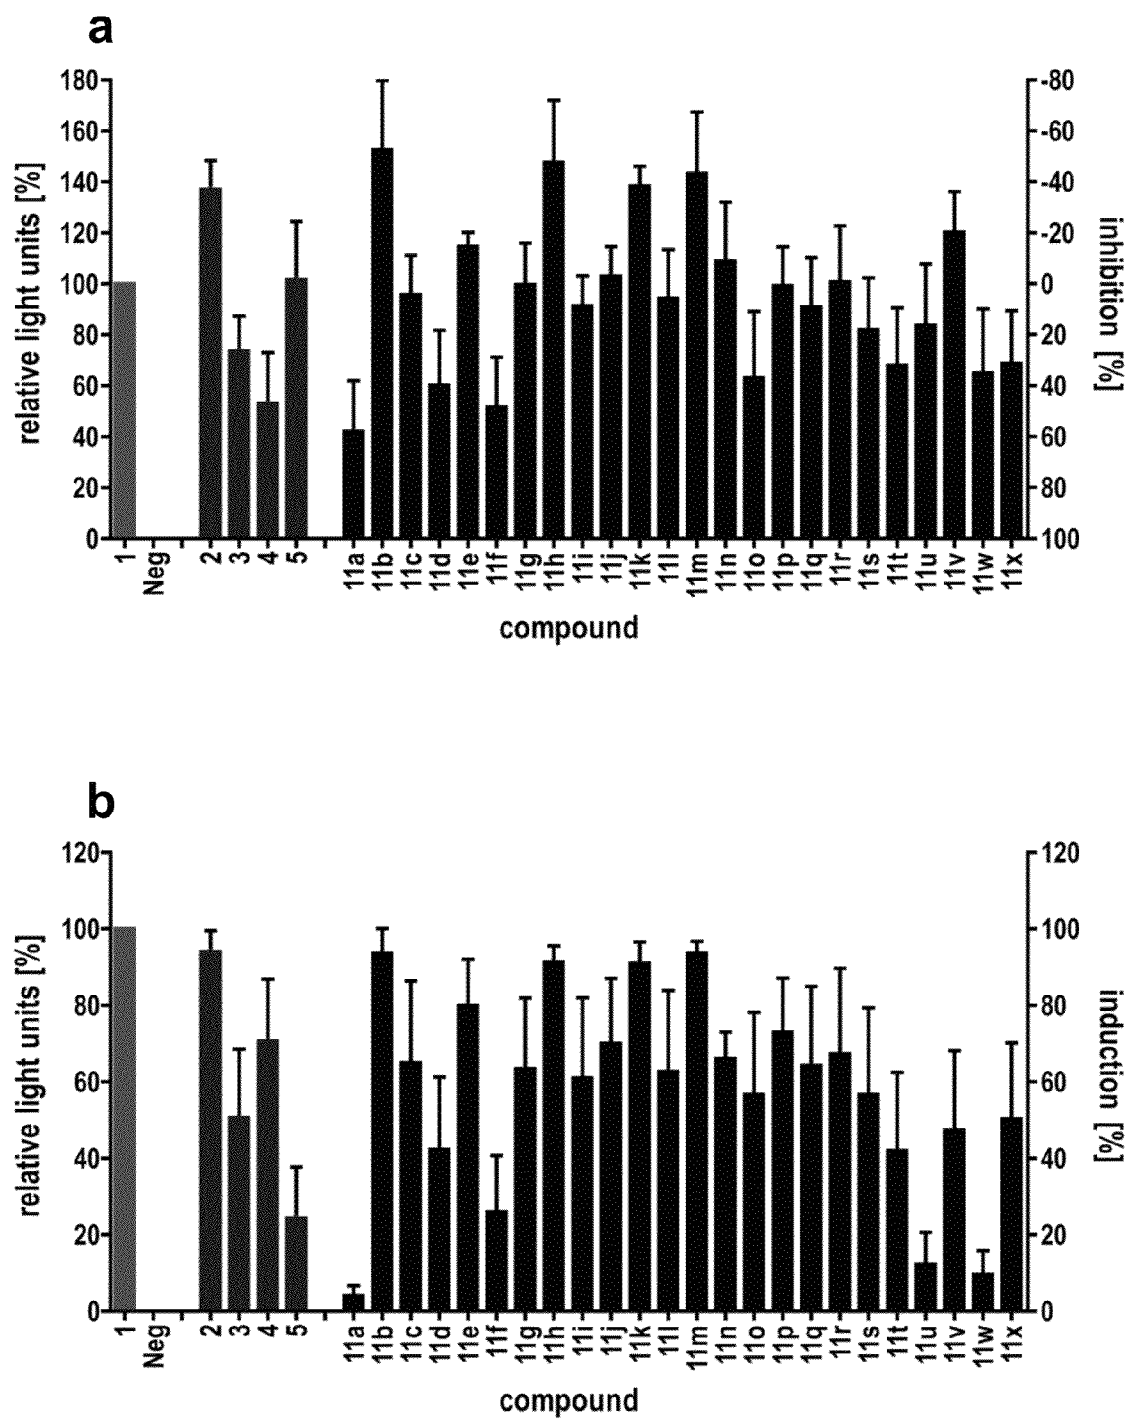 a
relative light units [%]
180 160 140 120 100 80 60 40 20 0
-80 -60 -40 -20 0 20 40 60 80 100
inhibition [%]
1 Neg 2 3 4 5 11a 11b 11c 11d 11e 11f 11g 11h 11i 11j 11k 11l 11m 11n 11o 11p 11q 11r 11s 11t 11u 11v 11w 11x
compound
b
relative light units [%]
120 100 80 60 40 20 0
120 100 80 60 40 20 0
induction [%]
1 Neg 2 3 4 5 11a 11b 11c 11d 11e 11f 11g 11h 11i 11j 11k 11l 11m 11n 11o 11p 11q 11r 11s 11t 11u 11v 11w 11x
compound